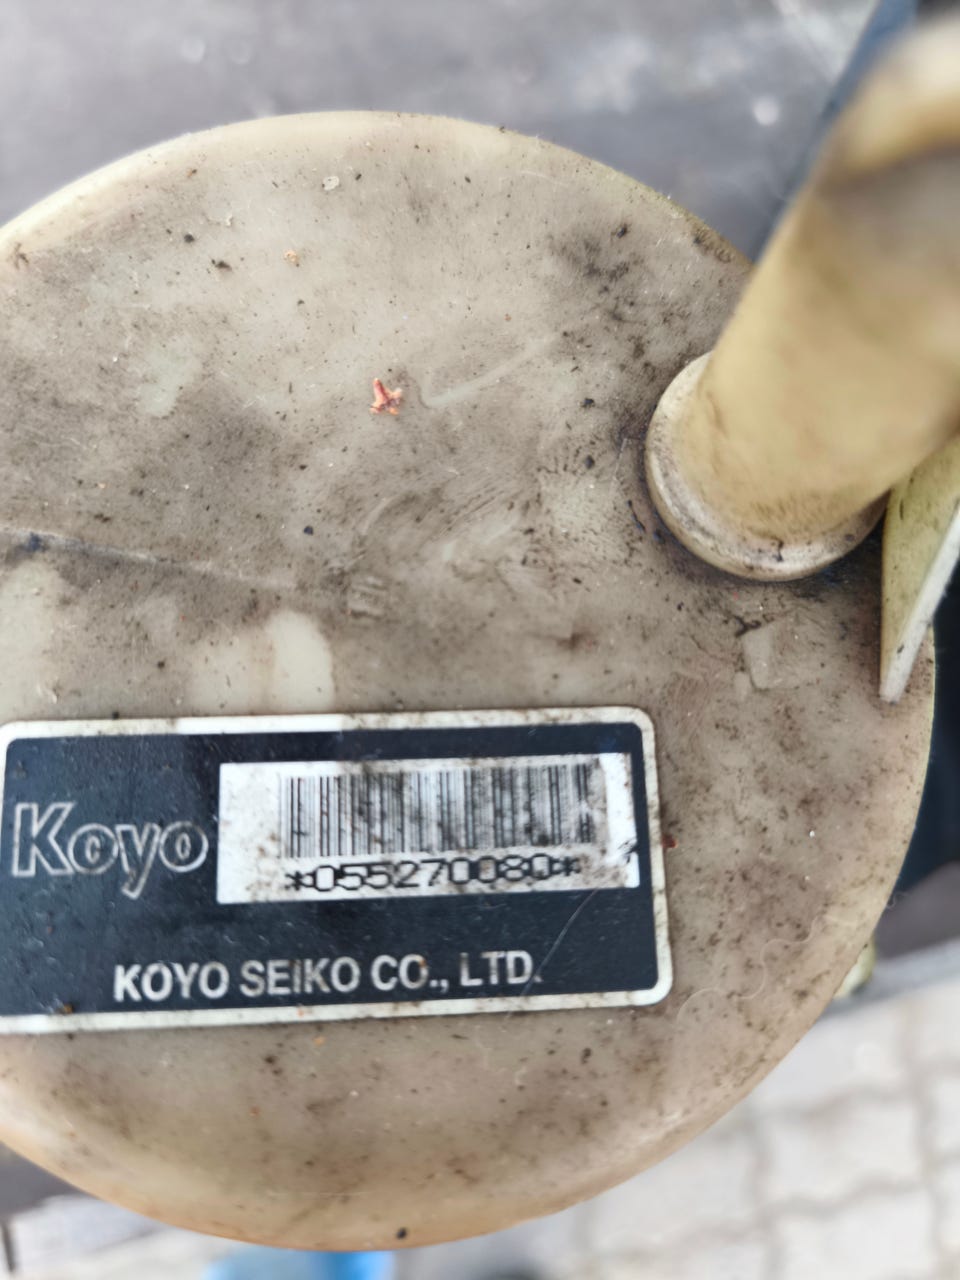 Koyo
*055270080*
KOYO SEIKO CO., LTD.